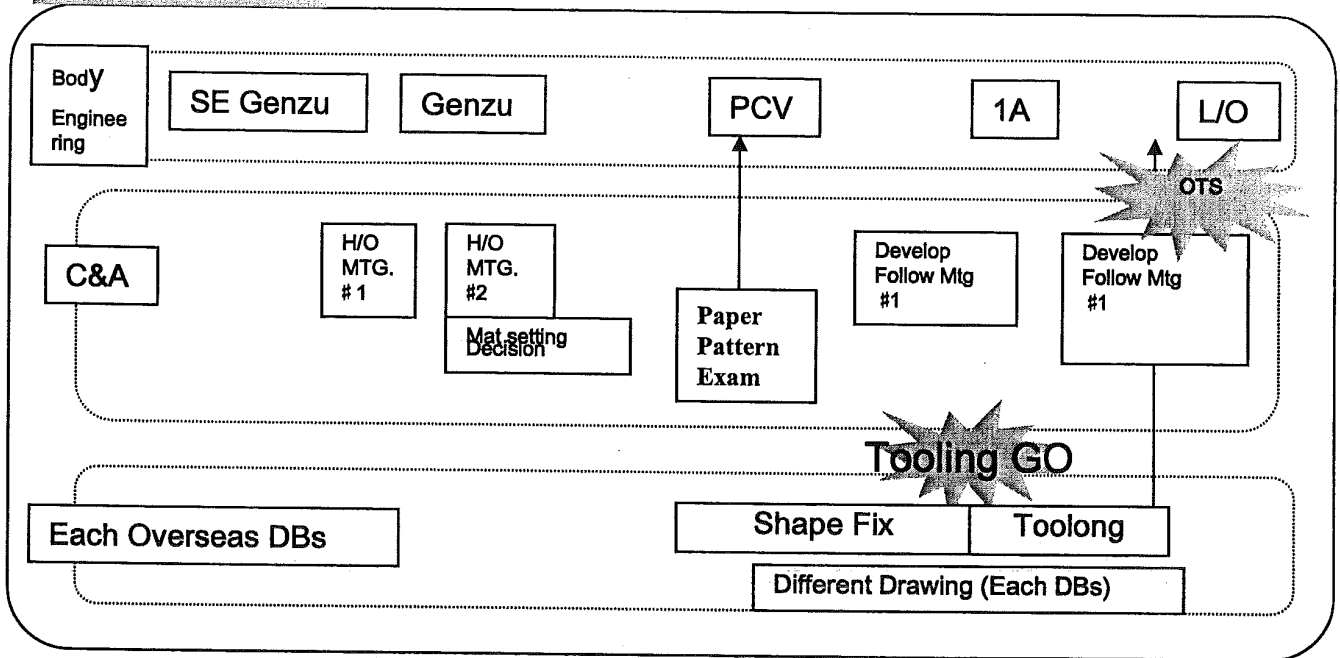 Body
Enginee
ring
SE Genzu
Genzu
PCV
1A
L/O
OTS
C&A
H/O
MTG.
# 1
H/O
MTG.
#2
Mat setting
Decision
Paper
Pattern
Exam
Develop
Follow Mtg
#1
Develop
Follow Mtg
#1
Tooling GO
Each Overseas DBs
Shape Fix
Toolong
Different Drawing (Each DBs)